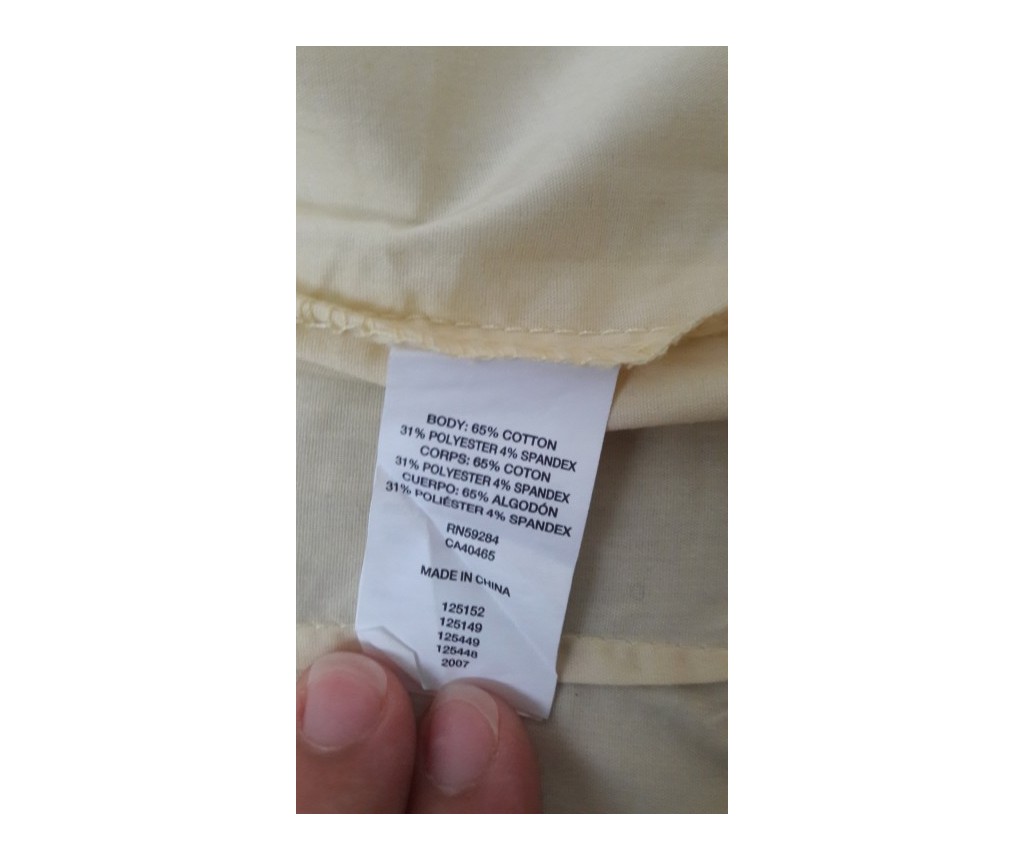 BODY: 65% COTTON
31% POLYESTER 4% SPANDEX
CORPS: 65% COTON
31% POLYESTER 4% SPANDEX
CUERPO: 65% ALGODÓN
31% POLIÉSTER 4% SPANDEX
RN59284
CA40465
MADE IN CHINA
125152
125149
125449
125448
2007